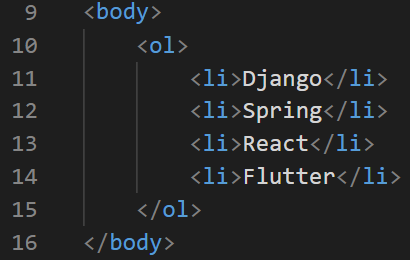 9 <body>
10 <ol>
11 <li>Django</li>
12 <li>Spring</li>
13 <li>React</li>
14 <li>Flutter</li>
15 </ol>
16 </body>